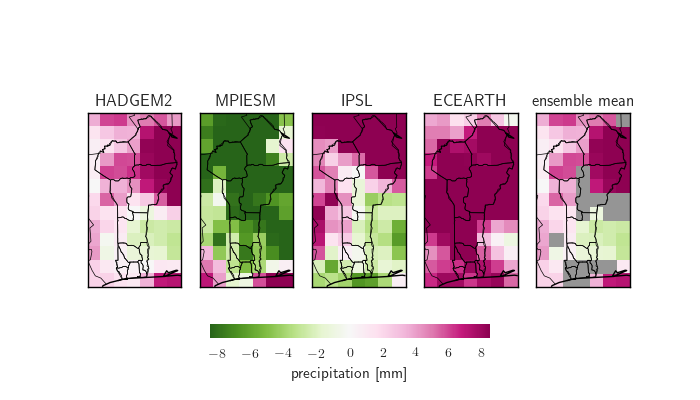 HADGEM2 MPIESM IPSL ECEARTH ensemble mean
−8 −6 −4 −2 0 2 4 6 8
precipitation [mm]